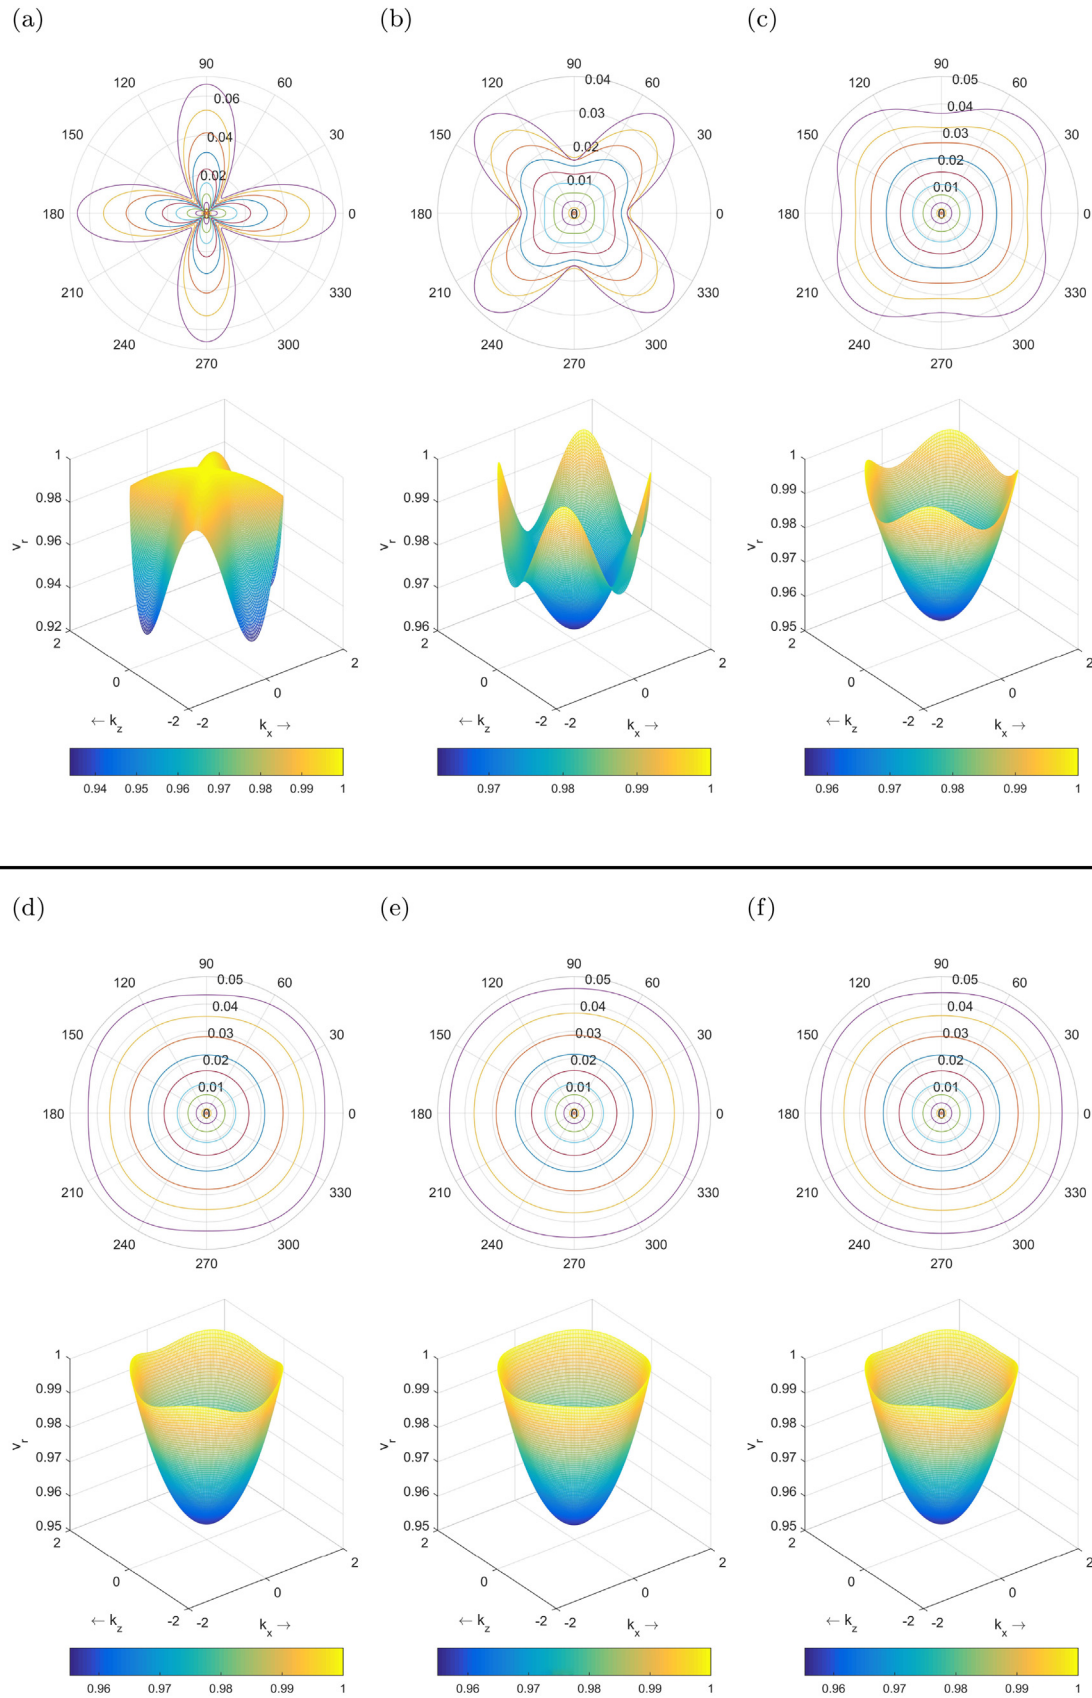 (a) (b) (c)
90 90 90
120 60 120 60 120 60
0.06 0.04 0.05
0.04 0.03 0.04
0.02 0.02 0.03
0.01 0.02
0.01
150 30 150 30 150 30
180 0 0 180 0 0 180 0 0
210 330 210 330 210 330
240 300 240 300 240 300
270 270 270
1 1 1
0.98 0.99 0.99
0.96 0.98 0.98
0.94 0.97 0.97
0.96
0.92 0.96 0.95
v_r v_r v_r
2 2 2 2 2 2
0 0 0 0 0 0
-2 -2 -2 -2 -2 -2
← k_z k_x → ← k_z k_x → ← k_z k_x →
0.94 0.95 0.96 0.97 0.98 0.99 1 0.97 0.98 0.99 1 0.96 0.97 0.98 0.99 1
(d) (e) (f)
90 90 90
120 60 120 60 120 60
0.05 0.05 0.05
0.04 0.04 0.04
150 30 150 30 150 30
0.03 0.03 0.03
0.02 0.02 0.02
0.01 0.01 0.01
180 0 0 180 0 0 180 0 0
210 330 210 330 210 330
240 300 240 300 240 300
270 270 270
1 1 1
0.99 0.99 0.99
0.98 0.98 0.98
0.97 0.97 0.97
0.96 0.96 0.96
0.95 0.95 0.95
v_r v_r v_r
2 2 2 2 2 2
0 0 0 0 0 0
-2 -2 -2 -2 -2 -2
← k_z k_x → ← k_z k_x → ← k_z k_x →
0.96 0.97 0.98 0.99 1 0.96 0.97 0.98 0.99 1 0.96 0.97 0.98 0.99 1